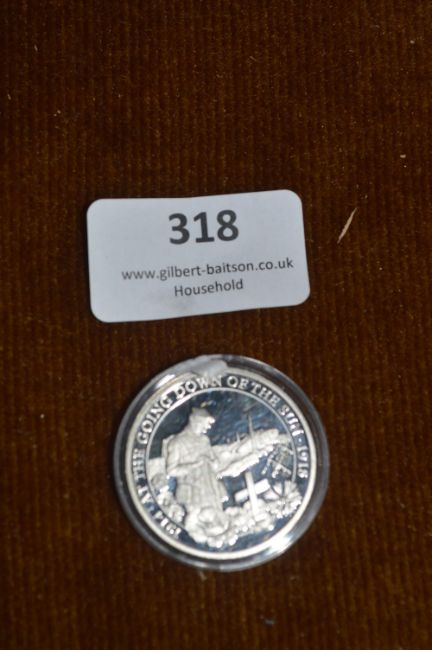 318
www.gilbert-baitson.co.uk
Household
1914 · AT THE GOING DOWN OF THE SUN · 1918